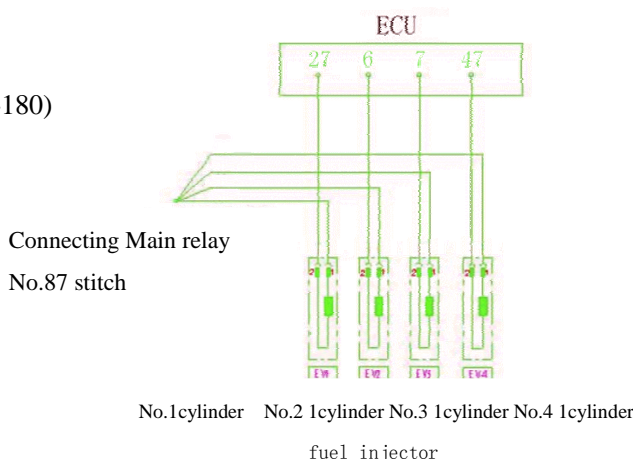 ECU
27 6 7 47
180)
Connecting Main relay
No.87 stitch
2 1 2 1 2 1 2 1
EV1 EV2 EV3 EV4
No.1cylinder No.2 1cylinder No.3 1cylinder No.4 1cylinder
fuel injector